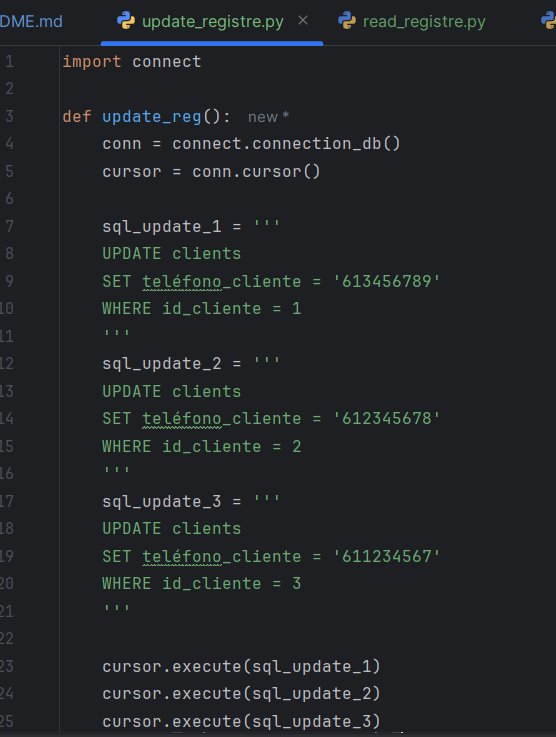 DME.md update_registre.py × read_registre.py
1 import connect
2
3 def update_reg(): new *
4 conn = connect.connection_db()
5 cursor = conn.cursor()
6
7 sql_update_1 = '''
8 UPDATE clients
9 SET teléfono_cliente = '613456789'
10 WHERE id_cliente = 1
11 '''
12 sql_update_2 = '''
13 UPDATE clients
14 SET teléfono_cliente = '612345678'
15 WHERE id_cliente = 2
16 '''
17 sql_update_3 = '''
18 UPDATE clients
19 SET teléfono_cliente = '611234567'
20 WHERE id_cliente = 3
21 '''
22
23 cursor.execute(sql_update_1)
24 cursor.execute(sql_update_2)
25 cursor.execute(sql_update_3)